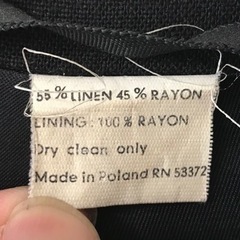 55% LINEN 45% RAYON
LINING: 100% RAYON
Dry clean only
Made in Poland RN 53372